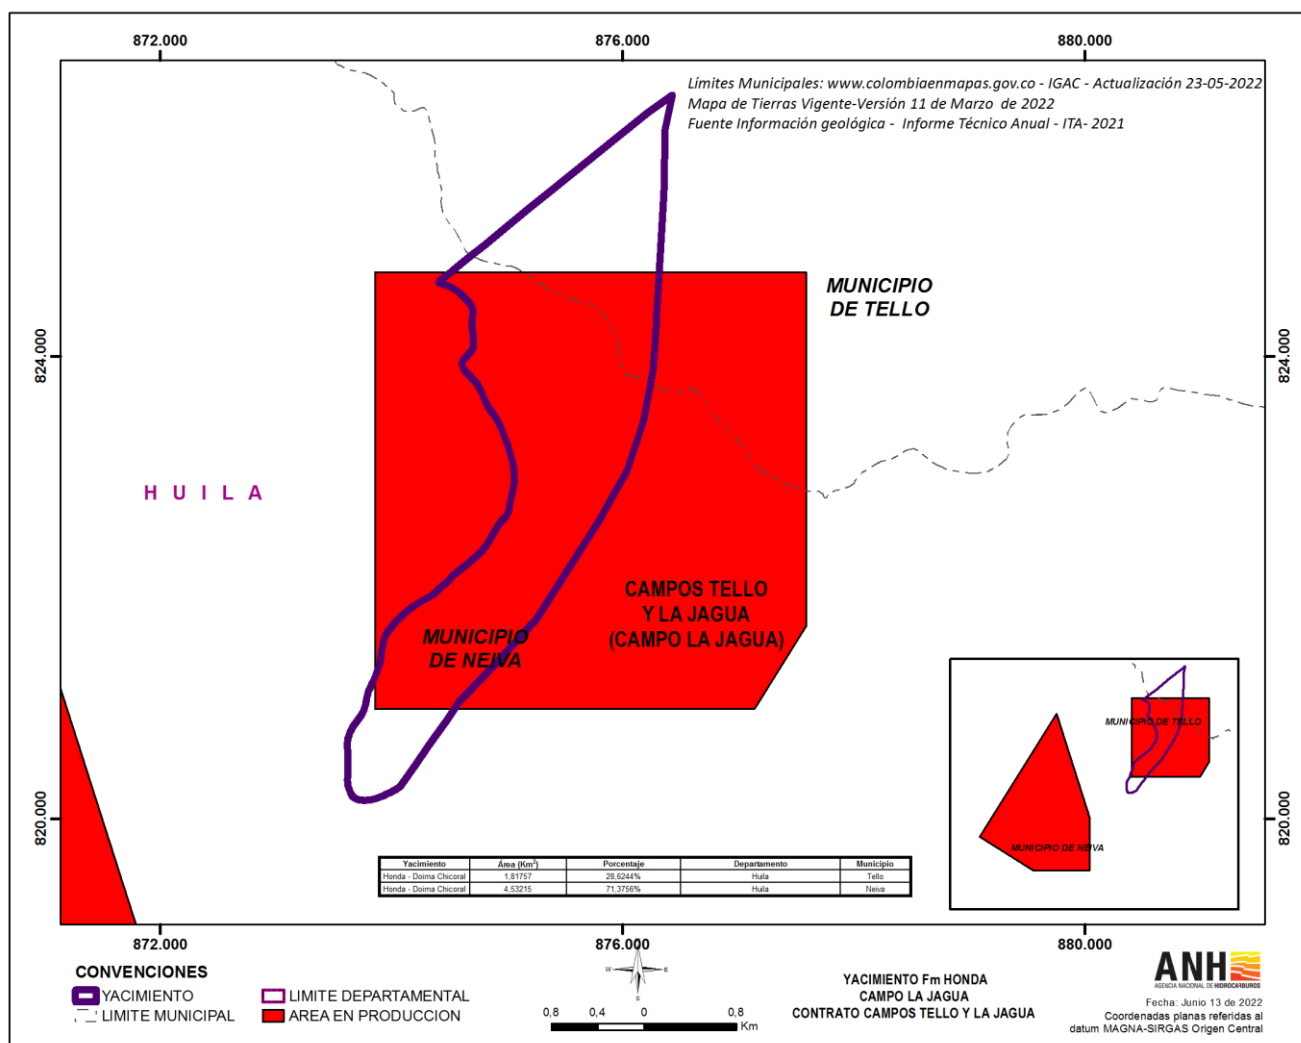 872.000
876.000
880.000
Límites Municipales: www.colombiaenmapas.gov.co - IGAC - Actualización 23-05-2022
Mapa de Tierras Vigente-Versión 11 de Marzo de 2022
Fuente Información geológica - Informe Técnico Anual - ITA- 2021
MUNICIPIO
DE TELLO
824.000
824.000
H U I L A
CAMPOS TELLO
Y LA JAGUA
(CAMPO LA JAGUA)
MUNICIPIO
DE NEIVA
MUNICIPIO DE TELLO
MUNICIPIO DE NEIVA
820.000
820.000
Yacimiento Área (Km²) Porcentaje Departamento Municipio
Honda - Doima Chicoral 1,81757 28,6244% Huila Tello
Honda - Doima Chicoral 4,53215 71,3756% Huila Neiva
872.000
876.000
880.000
CONVENCIONES
YACIMIENTO
LIMITE DEPARTAMENTAL
LIMITE MUNICIPAL
AREA EN PRODUCCION
N
W E
S
0,8 0,4 0 0,8
Km
YACIMIENTO Fm HONDA
CAMPO LA JAGUA
CONTRATO CAMPOS TELLO Y LA JAGUA
ANH
AGENCIA NACIONAL DE HIDROCARBUROS
Fecha: Junio 13 de 2022
Coordenadas planas referidas al
datum MAGNA-SIRGAS Origen Central